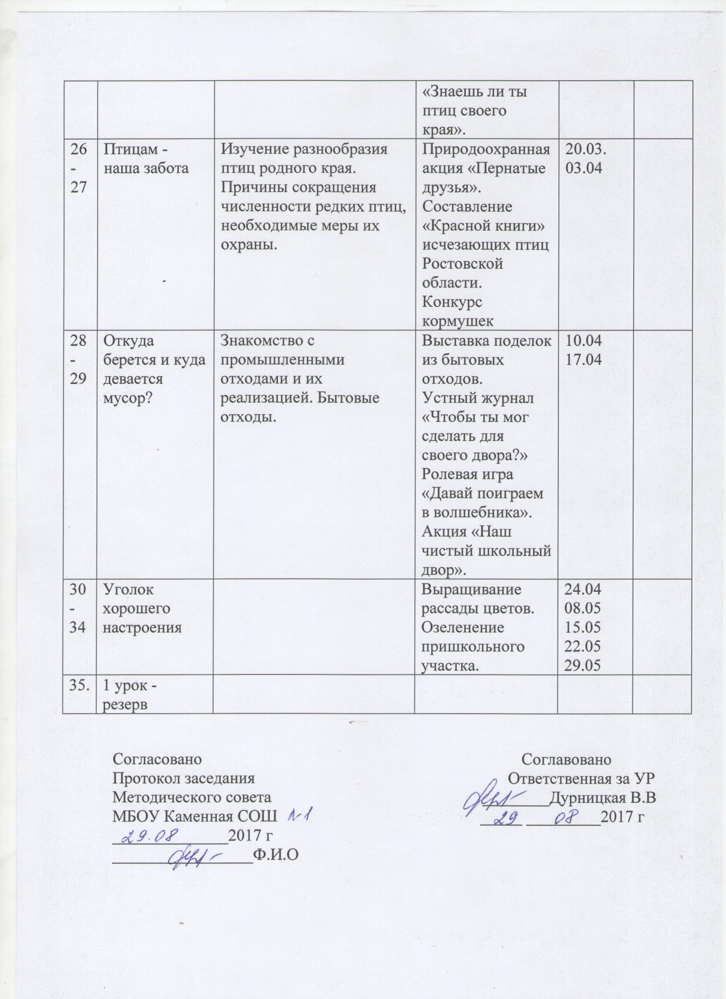 «Знаешь ли ты
птиц своего
края».
26
-
27
Птицам -
наша забота
Изучение разнообразия
птиц родного края.
Причины сокращения
численности редких птиц,
необходимые меры их
охраны.
Природоохранная
акция «Пернатые
друзья».
Составление
«Красной книги»
исчезающих птиц
Ростовской
области.
Конкурс
кормушек
20.03.
03.04
28
-
29
Откуда
берется и куда
девается
мусор?
Знакомство с
промышленными
отходами и их
реализацией. Бытовые
отходы.
Выставка поделок
из бытовых
отходов.
Устный журнал
«Чтобы ты мог
сделать для
своего двора?»
Ролевая игра
«Давай поиграем
в волшебника».
Акция «Наш
чистый школьный
двор».
10.04
17.04
30
-
34
Уголок
хорошего
настроения
Выращивание
рассады цветов.
Озеленение
пришкольного
участка.
24.04
08.05
15.05
22.05
29.05
35.
1 урок -
резерв
Согласовано
Протокол заседания
Методического совета
МБОУ Каменная СОШ №1
29.08 2017 г
Ф.И.О
Соглавовано
Ответственная за УР
Дурницкая В.В
29 08 2017 г